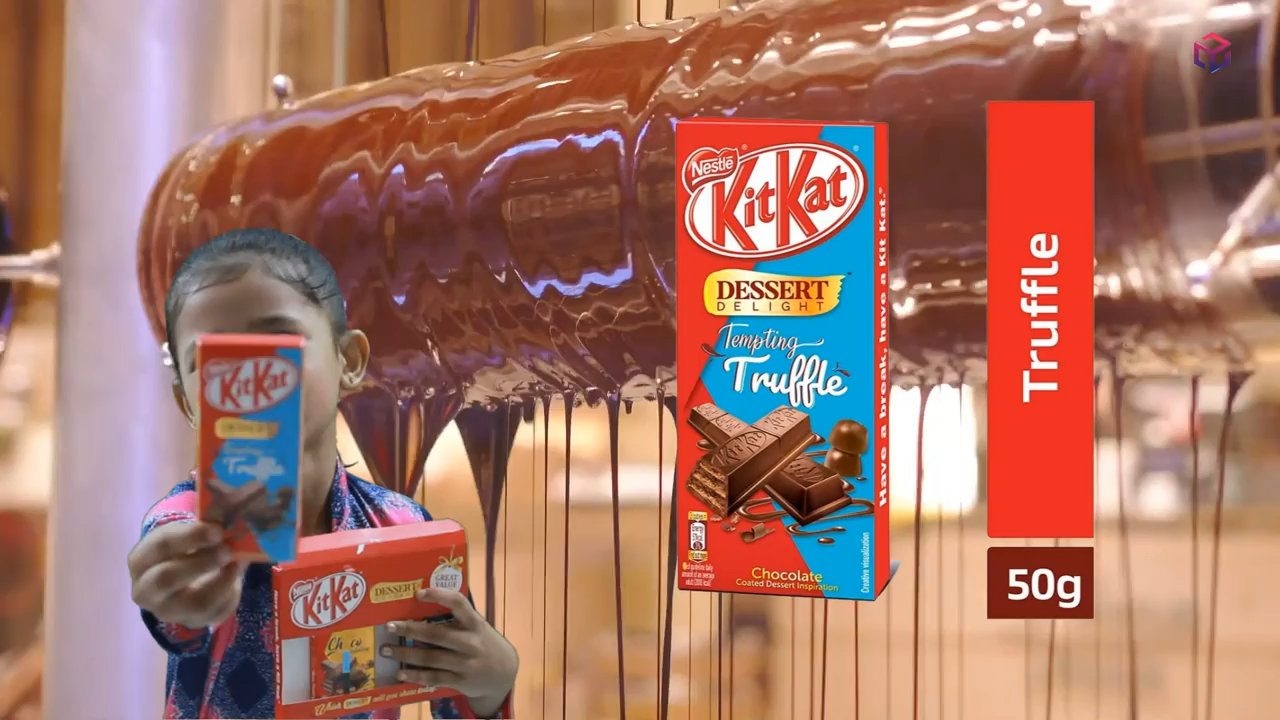 Nestlé
KitKat
DESSERT
DELIGHT
Tempting
Truffle
Chocolate
Coated Dessert Inspiration
Have a break, have a Kit Kat.
Creative visualization
Truffle
50g
KitKat
Truffle
Nestlé
KitKat
DESSERT
GREAT
VALUE